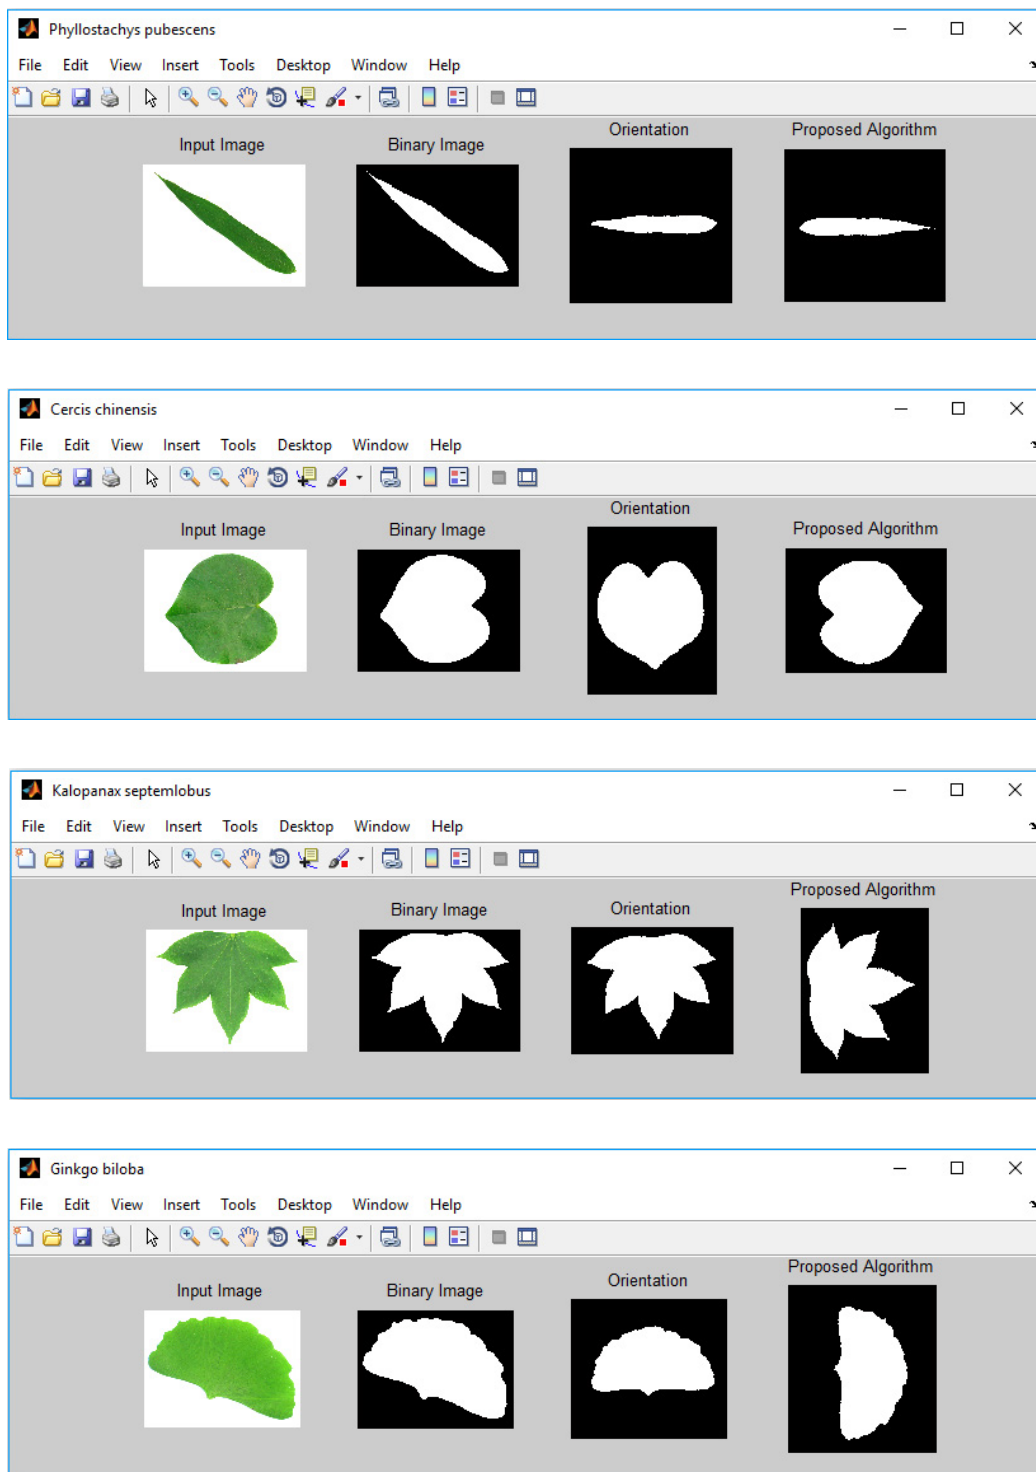 Phyllostachys pubescens
File Edit View Insert Tools Desktop Window Help
Input Image Binary Image Orientation Proposed Algorithm
Cercis chinensis
File Edit View Insert Tools Desktop Window Help
Input Image Binary Image Orientation Proposed Algorithm
Kalopanax septemlobus
File Edit View Insert Tools Desktop Window Help
Input Image Binary Image Orientation Proposed Algorithm
Ginkgo biloba
File Edit View Insert Tools Desktop Window Help
Input Image Binary Image Orientation Proposed Algorithm